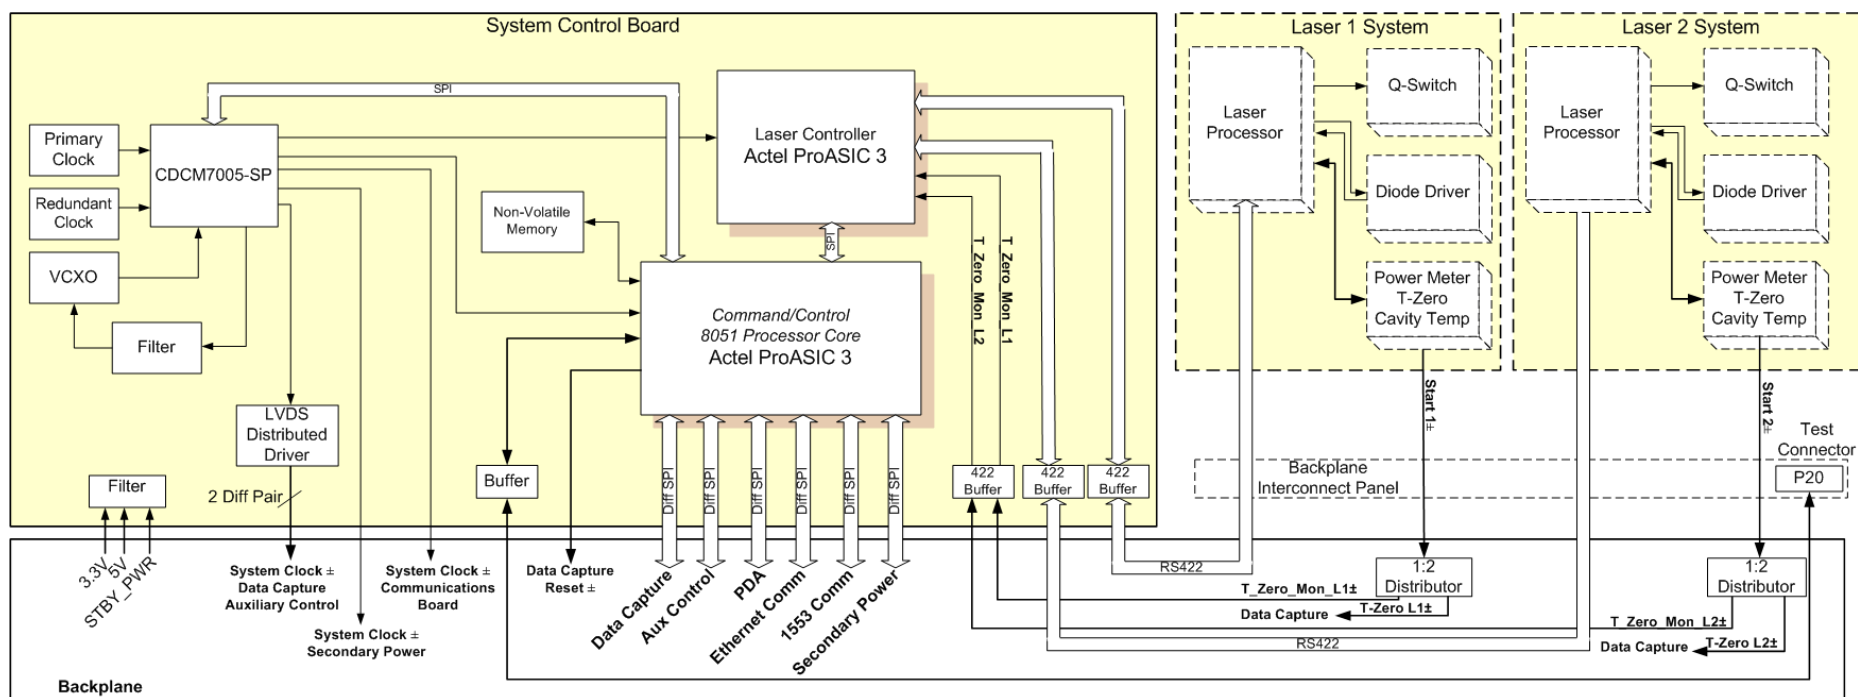 System Control Board
Laser 1 System
Laser 2 System
SPI
Primary
Clock
CDCM7005-SP
Redundant
Clock
VCXO
Filter
LVDS
Distributed
Driver
2 Diff Pair
Filter
3.3V
5V
STBY_PWR
Non-Volatile
Memory
Laser Controller
Actel ProASIC 3
SPI
Command/Control
8051 Processor Core
Actel ProASIC 3
T_Zero_Mon_L2
T_Zero_Mon_L1
Buffer
Diff SPI
Diff SPI
Diff SPI
Diff SPI
Diff SPI
Diff SPI
422
Buffer
422
Buffer
422
Buffer
Laser
Processor
Q-Switch
Diode Driver
Power Meter
T-Zero
Cavity Temp
Start 1±
Laser
Processor
Q-Switch
Diode Driver
Power Meter
T-Zero
Cavity Temp
Start 2±
Test
Connector
P20
Backplane
Interconnect Panel
System Clock ±
Data Capture
Auxiliary Control
System Clock ±
Secondary Power
System Clock ±
Communications
Board
Data Capture
Reset ±
Data Capture
Aux Control
PDA
Ethernet Comm
1553 Comm
Secondary Power
RS422
1:2
Distributor
T_Zero_Mon_L1±
T-Zero L1±
Data Capture
1:2
Distributor
T_Zero_Mon_L2±
RS422
Data Capture
T-Zero L2±
Backplane